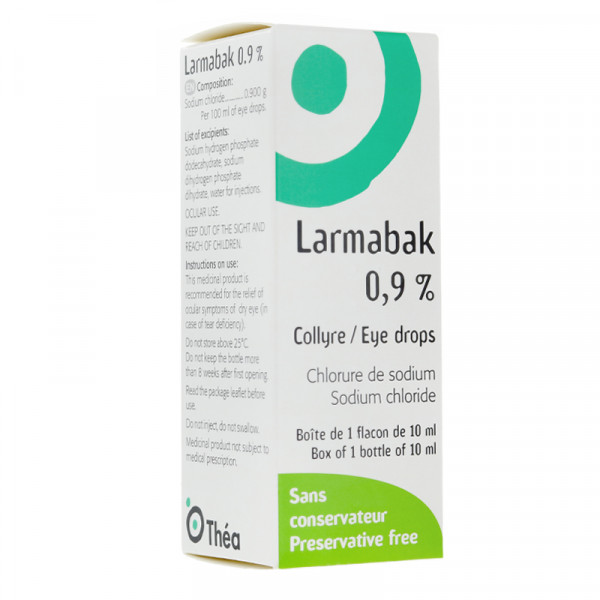 Larmabak 0.9 %
EN Composition:
Sodium chloride..........0.900 g
Per 100 ml of eye drops.
List of excipients:
Sodium hydrogen phosphate
dodecahydrate, sodium
dihydrogen phosphate
dihydrate, water for injections.
OCULAR USE.
KEEP OUT OF THE SIGHT AND
REACH OF CHILDREN.
Instructions on use:
This medicinal product is
recommended for the relief of
ocular symptoms of dry eye (in
case of tear deficiency).
Do not store above 25°C.
Do not keep the bottle more
than 8 weeks after first opening.
Read the package leaflet before
use.
Do not inject, do not swallow.
Medicinal product not subject to
medical prescription.
Théa
Larmabak
0,9 %
Collyre / Eye drops
Chlorure de sodium
Sodium chloride
Boîte de 1 flacon de 10 ml
Box of 1 bottle of 10 ml
Sans
conservateur
Preservative free